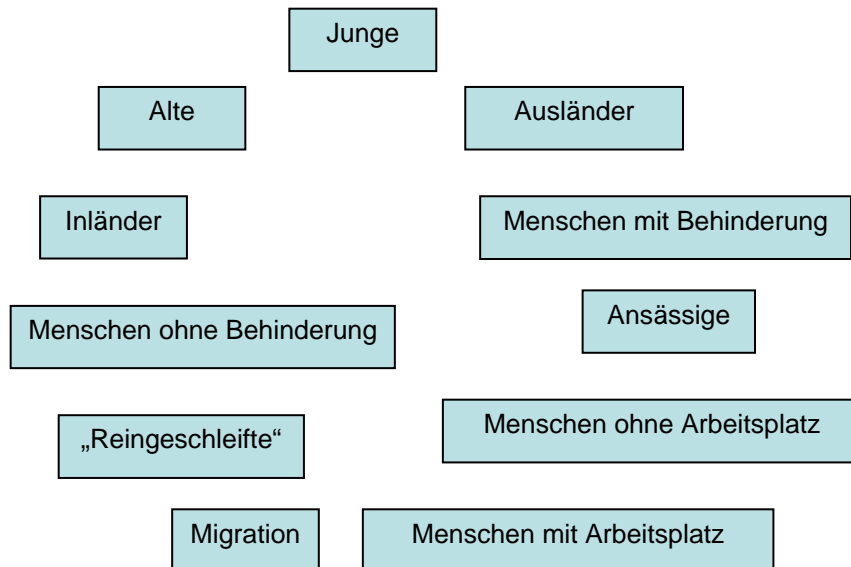 Junge
Alte
Ausländer
Inländer
Menschen mit Behinderung
Ansässige
Menschen ohne Behinderung
Menschen ohne Arbeitsplatz
„Reingeschleifte“
Migration
Menschen mit Arbeitsplatz